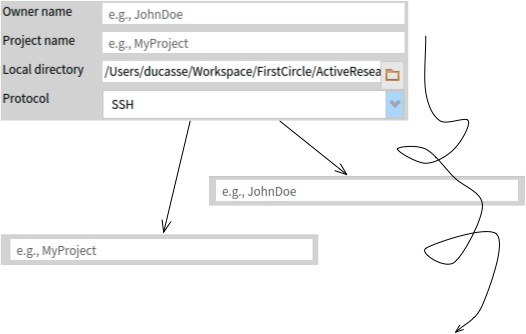 Owner name e.g., JohnDoe
Project name e.g., MyProject
Local directory /Users/ducasse/Workspace/FirstCircle/ActiveResea
Protocol SSH
e.g., JohnDoe
e.g., MyProject